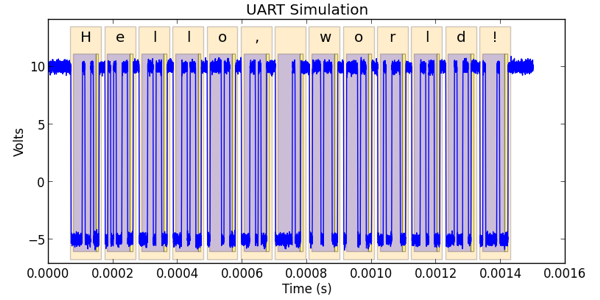 UART Simulation
H e l l o , w o r l d !
Volts
10
5
0
−5
0.0000 0.0002 0.0004 0.0006 0.0008 0.0010 0.0012 0.0014 0.0016
Time (s)